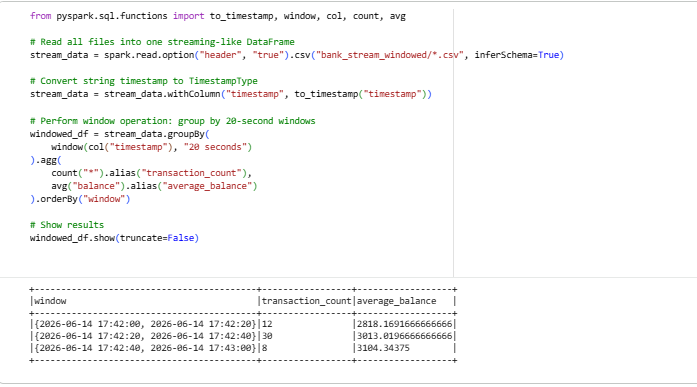 from pyspark.sql.functions import to_timestamp, window, col, count, avg
# Read all files into one streaming-like DataFrame
stream_data = spark.read.option("header", "true").csv("bank_stream_windowed/*.csv", inferSchema=True)
# Convert string timestamp to TimestampType
stream_data = stream_data.withColumn("timestamp", to_timestamp("timestamp"))
# Perform window operation: group by 20-second windows
windowed_df = stream_data.groupBy(
    window(col("timestamp"), "20 seconds")
).agg(
    count("*").alias("transaction_count"),
    avg("balance").alias("average_balance")
).orderBy("window")
# Show results
windowed_df.show(truncate=False)
+------------------------------------------+-----------------+------------------+
|window                                    |transaction_count|average_balance   |
+------------------------------------------+-----------------+------------------+
|{2026-06-14 17:42:00, 2026-06-14 17:42:20}|12               |2818.1691666666666|
|{2026-06-14 17:42:20, 2026-06-14 17:42:40}|30               |3013.0196666666666|
|{2026-06-14 17:42:40, 2026-06-14 17:43:00}|8                |3104.34375        |
+------------------------------------------+-----------------+------------------+